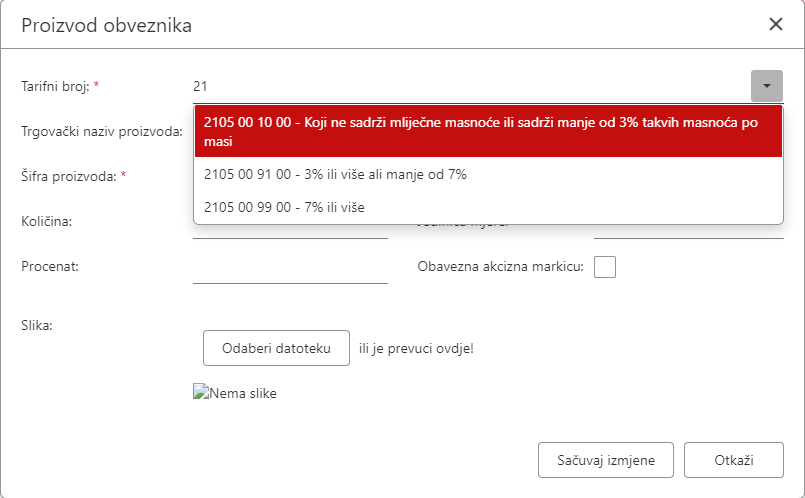 Proizvod obveznika
Tarifni broj: *
21
2105 00 10 00 - Koji ne sadrži mliječne masnoće ili sadrži manje od 3% takvih masnoća po
masi
Trgovački naziv proizvoda:
2105 00 91 00 - 3% ili više ali manje od 7%
Šifra proizvoda: *
2105 00 99 00 - 7% ili više
Količina:
Procenat:
Obavezna akcizna markicu:
Slika:
Odaberi datoteku
ili je prevuci ovdje!
Nema slike
Sačuvaj izmjene
Otkaži